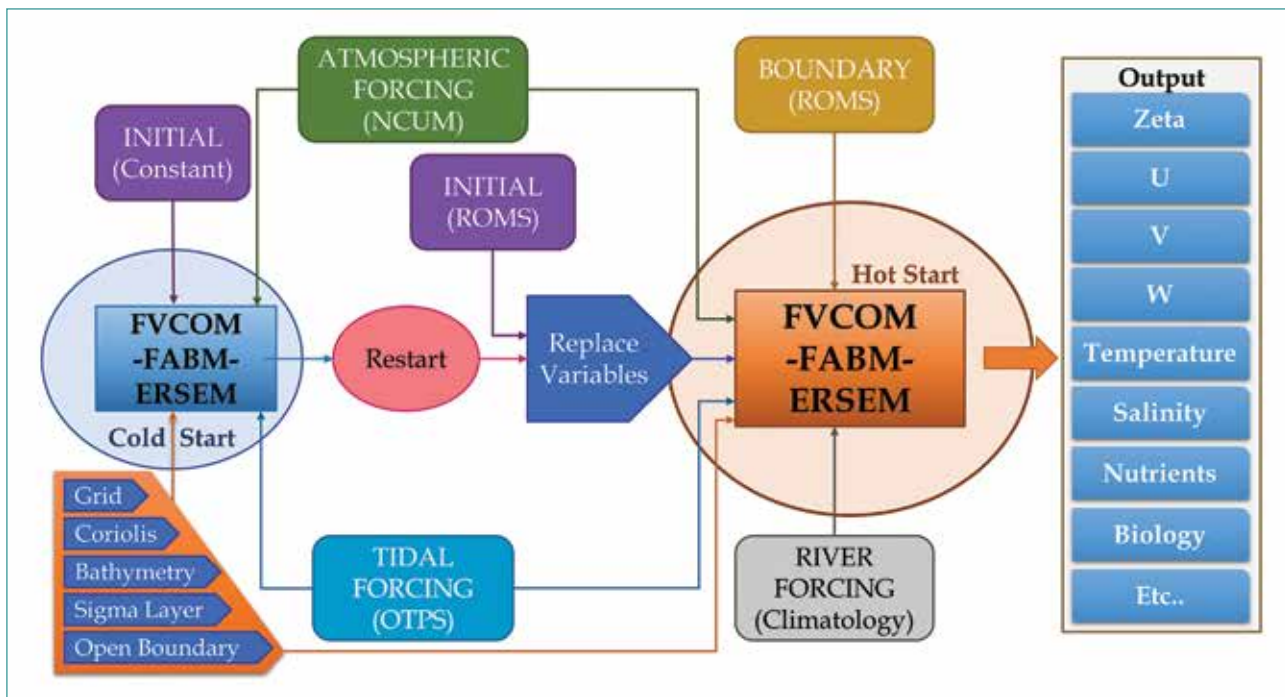 ATMOSPHERIC
FORCING
(NCUM)
BOUNDARY
(ROMS)
INITIAL
(Constant)
INITIAL
(ROMS)
FVCOM
-FABM-
ERSEM
Cold Start
Restart
Replace
Variables
Hot Start
FVCOM
-FABM-
ERSEM
Grid
Coriolis
Bathymetry
Sigma Layer
Open Boundary
TIDAL
FORCING
(OTPS)
RIVER
FORCING
(Climatology)
Output
Zeta
U
V
W
Temperature
Salinity
Nutrients
Biology
Etc..